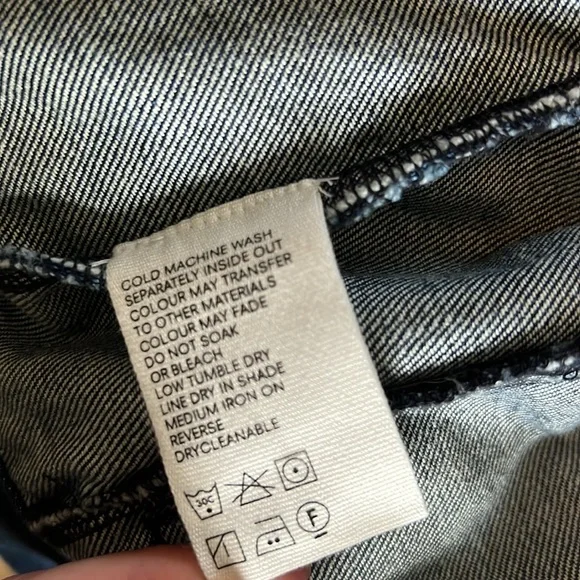 COLD MACHINE WASH
SEPARATELY INSIDE OUT
COLOUR MAY TRANSFER
TO OTHER MATERIALS
COLOUR MAY FADE
DO NOT SOAK
OR BLEACH
LOW TUMBLE DRY
LINE DRY IN SHADE
MEDIUM IRON ON
REVERSE
DRYCLEANABLE
30C
F